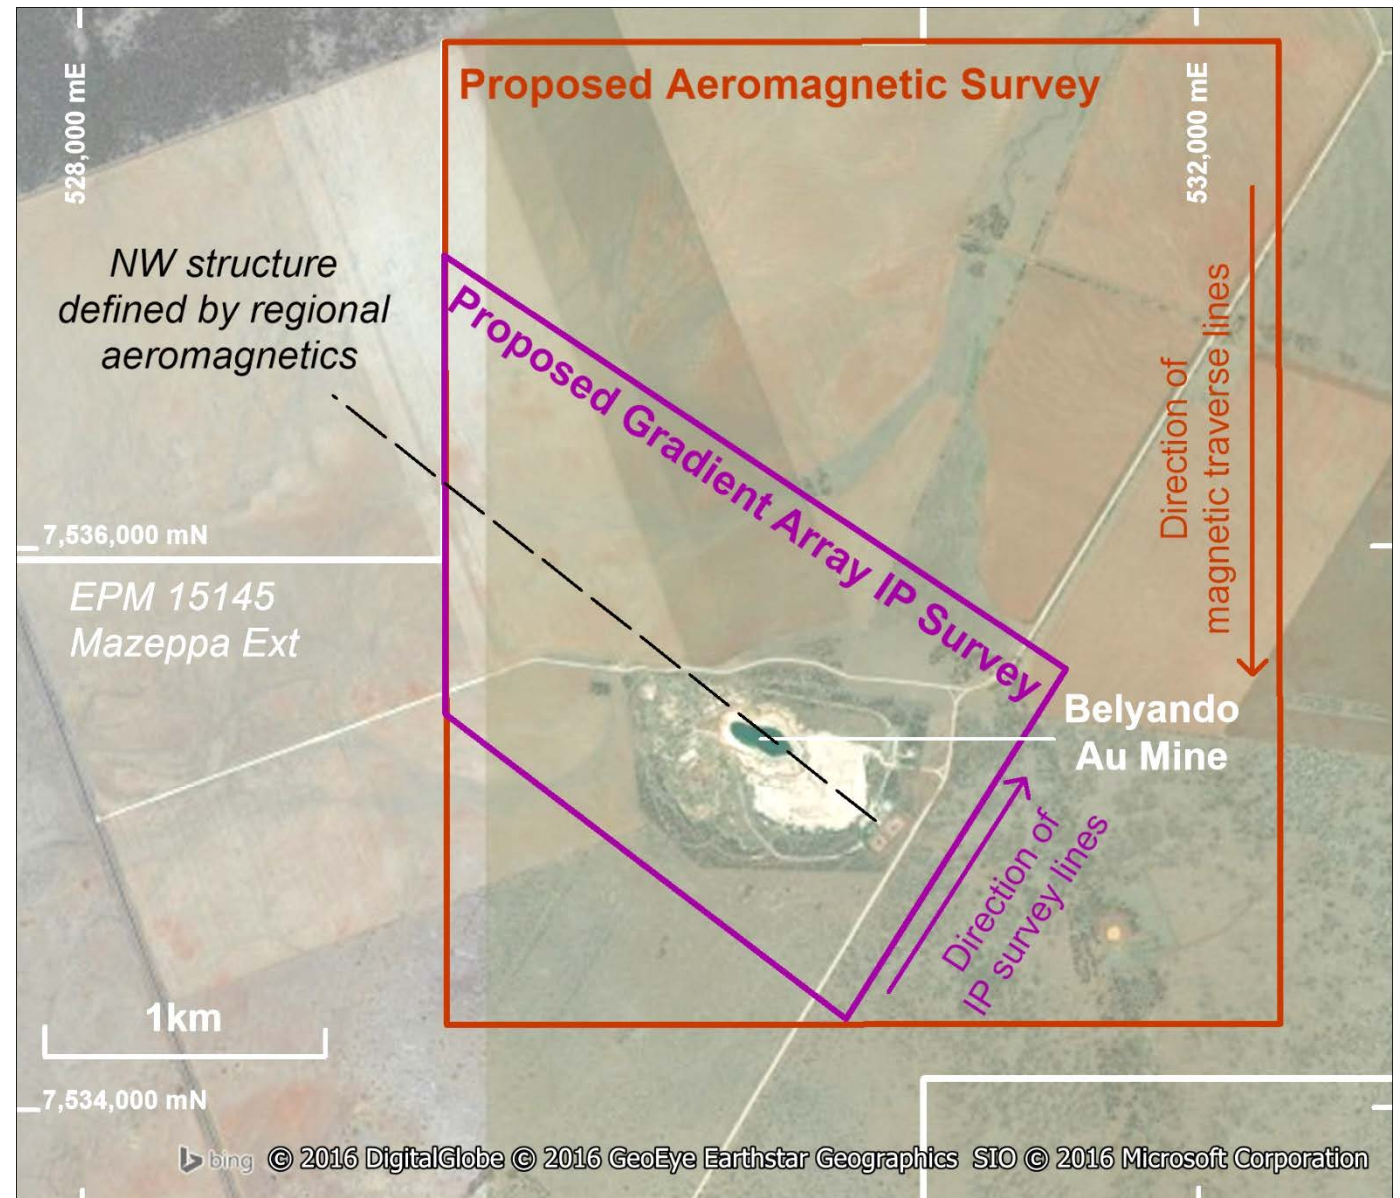 528,000 mE
532,000 mE
Proposed Aeromagnetic Survey
NW structure
defined by regional
aeromagnetics
Proposed Gradient Array IP Survey
Direction of
magnetic traverse lines
7,536,000 mN
EPM 15145
Mazeppa Ext
Belyando
Au Mine
Direction of
IP survey lines
1km
7,534,000 mN
bing © 2016 DigitalGlobe © 2016 GeoEye Earthstar Geographics SIO © 2016 Microsoft Corporation